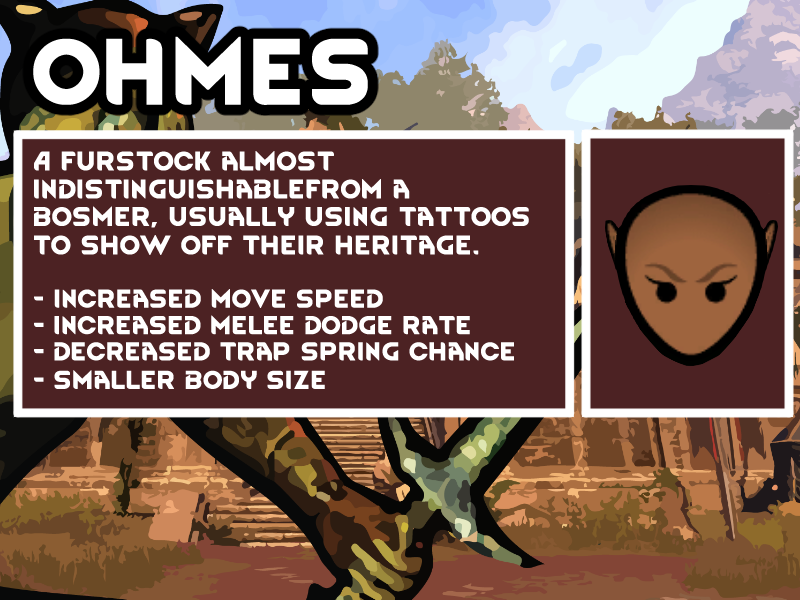 OHMES
A FURSTOCK ALMOST
INDISTINGUISHABLEFROM A
BOSMER, USUALLY USING TATTOOS
TO SHOW OFF THEIR HERITAGE.
- INCREASED MOVE SPEED
- INCREASED MELEE DODGE RATE
- DECREASED TRAP SPRING CHANCE
- SMALLER BODY SIZE